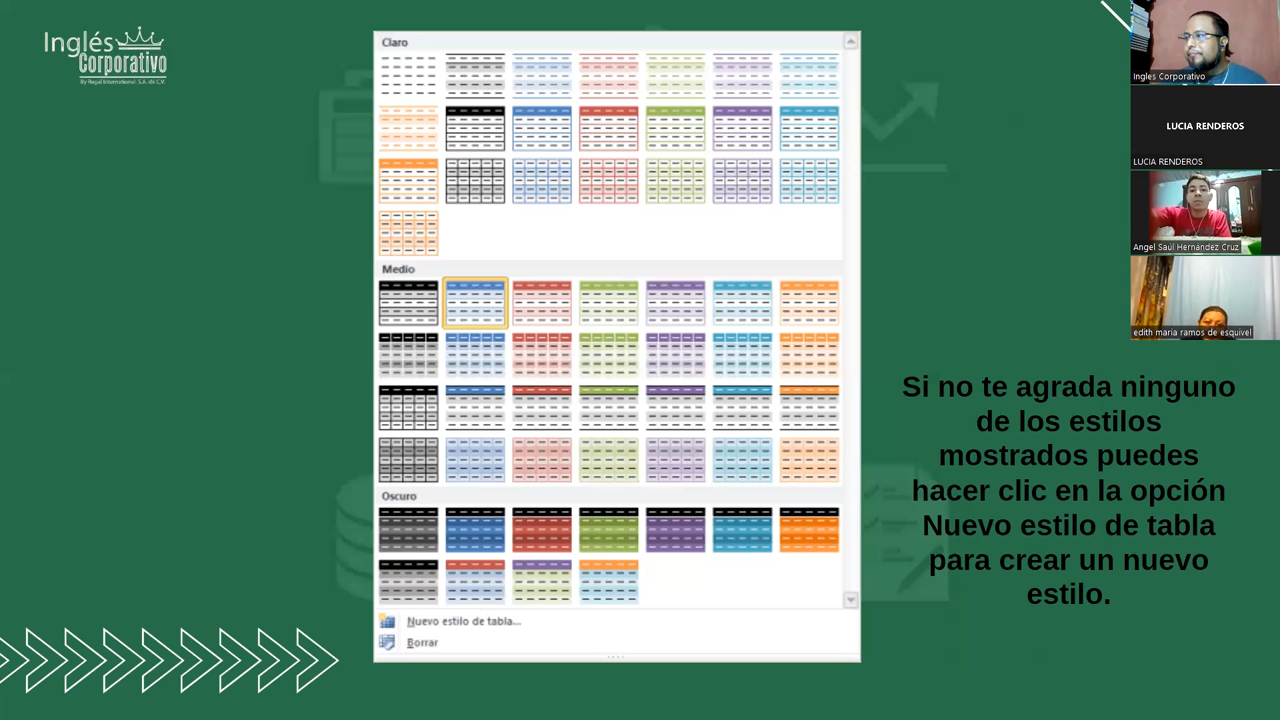 Inglés
Corporativo
By Regal International, S.A. de C.V.
Claro
Medio
Oscuro
Nuevo estilo de tabla...
Borrar
Ingles Corporativo
LUCIA RENDEROS
LUCIA RENDEROS
Angel Saúl Hernández Cruz
edith maria ramos de esquivel
Si no te agrada ninguno
de los estilos
mostrados puedes
hacer clic en la opción
Nuevo estilo de tabla
para crear un nuevo
estilo.